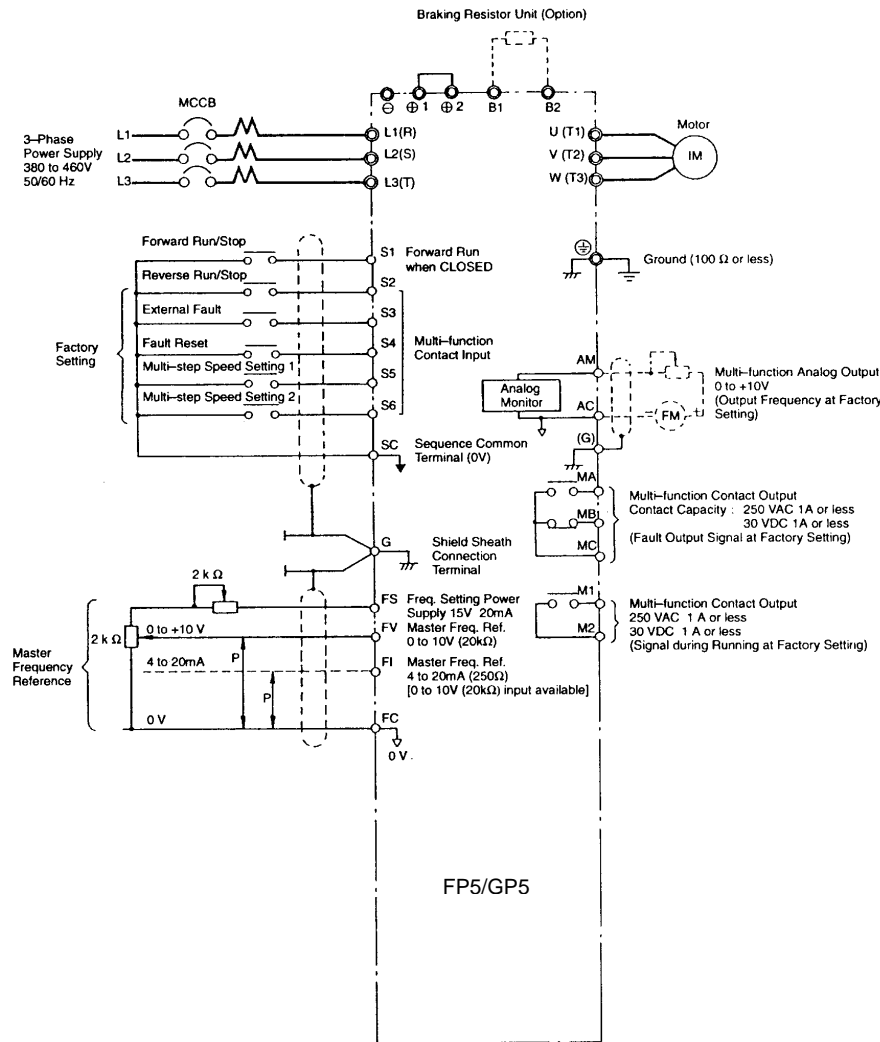 Braking Resistor Unit (Option)
⊖ ⊕ 1 ⊕ 2 B1 B2
MCCB
3–Phase
Power Supply
380 to 460V
50/60 Hz
L1
L2
L3
L1(R)
L2(S)
L3(T)
U (T1)
V (T2)
W (T3)
Motor
IM
Forward Run/Stop
Reverse Run/Stop
External Fault
Fault Reset
Multi–step Speed Setting 1
Multi–step Speed Setting 2
Factory
Setting
S1
S2
S3
S4
S5
S6
SC
Forward Run
when CLOSED
Multi–function
Contact Input
Sequence Common
Terminal (0V)
Ground (100 Ω or less)
AM
AC
(G)
Analog
Monitor
FM
Multi–function Analog Output
0 to +10V
(Output Frequency at Factory
Setting)
MA
MB
MC
Multi–function Contact Output
Contact Capacity : 250 VAC 1A or less
30 VDC 1A or less
(Fault Output Signal at Factory Setting)
G
Shield Sheath
Connection
Terminal
M1
M2
Multi–function Contact Output
250 VAC 1 A or less
30 VDC 1 A or less
(Signal during Running at Factory Setting)
Master
Frequency
Reference
2 k Ω
2 k Ω
0 to +10 V
4 to 20mA
0 V
P
P
FS
Freq. Setting Power
Supply 15V 20mA
FV
Master Freq. Ref.
0 to 10V (20kΩ)
FI
Master Freq. Ref.
4 to 20mA (250Ω)
[0 to 10V (20kΩ) input available]
FC
0 V .
FP5/GP5